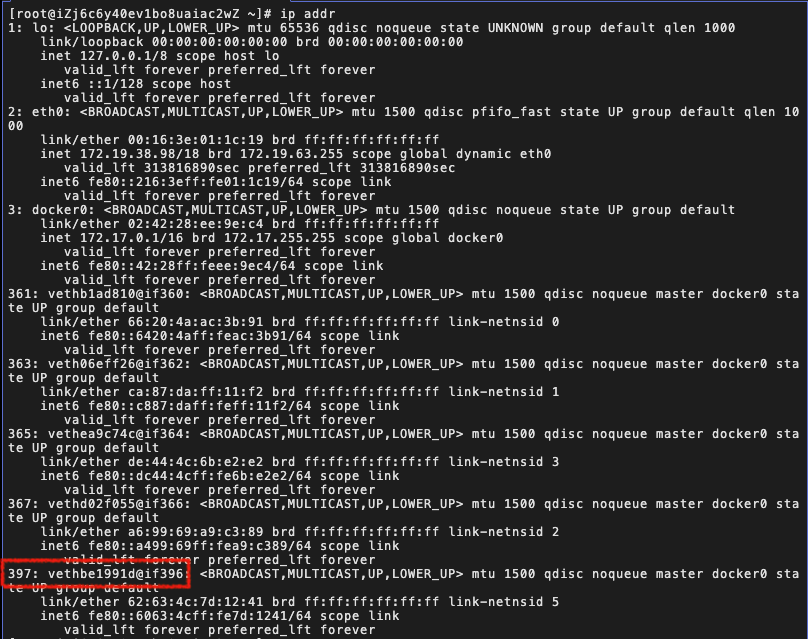 [root@iZj6c6y40ev1bo8uaiac2wZ ~]# ip addr
1: lo: <LOOPBACK,UP,LOWER_UP> mtu 65536 qdisc noqueue state UNKNOWN group default qlen 1000
link/loopback 00:00:00:00:00:00 brd 00:00:00:00:00:00
inet 127.0.0.1/8 scope host lo
valid_lft forever preferred_lft forever
inet6 ::1/128 scope host
valid_lft forever preferred_lft forever
2: eth0: <BROADCAST,MULTICAST,UP,LOWER_UP> mtu 1500 qdisc pfifo_fast state UP group default qlen 10
00
link/ether 00:16:3e:01:1c:19 brd ff:ff:ff:ff:ff:ff
inet 172.19.38.98/18 brd 172.19.63.255 scope global dynamic eth0
valid_lft 313816890sec preferred_lft 313816890sec
inet6 fe80::216:3eff:fe01:1c19/64 scope link
valid_lft forever preferred_lft forever
3: docker0: <BROADCAST,MULTICAST,UP,LOWER_UP> mtu 1500 qdisc noqueue state UP group default
link/ether 02:42:28:ee:9e:c4 brd ff:ff:ff:ff:ff:ff
inet 172.17.0.1/16 brd 172.17.255.255 scope global docker0
valid_lft forever preferred_lft forever
inet6 fe80::42:28ff:feee:9ec4/64 scope link
valid_lft forever preferred_lft forever
361: vethb1ad810@if360: <BROADCAST,MULTICAST,UP,LOWER_UP> mtu 1500 qdisc noqueue master docker0 sta
te UP group default
link/ether 66:20:4a:ac:3b:91 brd ff:ff:ff:ff:ff:ff link-netnsid 0
inet6 fe80::6420:4aff:feac:3b91/64 scope link
valid_lft forever preferred_lft forever
363: veth06eff26@if362: <BROADCAST,MULTICAST,UP,LOWER_UP> mtu 1500 qdisc noqueue master docker0 sta
te UP group default
link/ether ca:87:da:ff:11:f2 brd ff:ff:ff:ff:ff:ff link-netnsid 1
inet6 fe80::c887:daff:feff:11f2/64 scope link
valid_lft forever preferred_lft forever
365: vethea9c74c@if364: <BROADCAST,MULTICAST,UP,LOWER_UP> mtu 1500 qdisc noqueue master docker0 sta
te UP group default
link/ether de:44:4c:6b:e2:e2 brd ff:ff:ff:ff:ff:ff link-netnsid 3
inet6 fe80::dc44:4cff:fe6b:e2e2/64 scope link
valid_lft forever preferred_lft forever
367: vethd02f055@if366: <BROADCAST,MULTICAST,UP,LOWER_UP> mtu 1500 qdisc noqueue master docker0 sta
te UP group default
link/ether a6:99:69:a9:c3:89 brd ff:ff:ff:ff:ff:ff link-netnsid 2
inet6 fe80::a499:69ff:fea9:c389/64 scope link
valid_lft forever preferred_lft forever
397: vethbe1961d@if396: <BROADCAST,MULTICAST,UP,LOWER_UP> mtu 1500 qdisc noqueue master docker0 sta
te UP group default
link/ether 62:63:4c:7d:12:41 brd ff:ff:ff:ff:ff:ff link-netnsid 5
inet6 fe80::6063:4cff:fe7d:1241/64 scope link
valid_lft forever preferred_lft forever